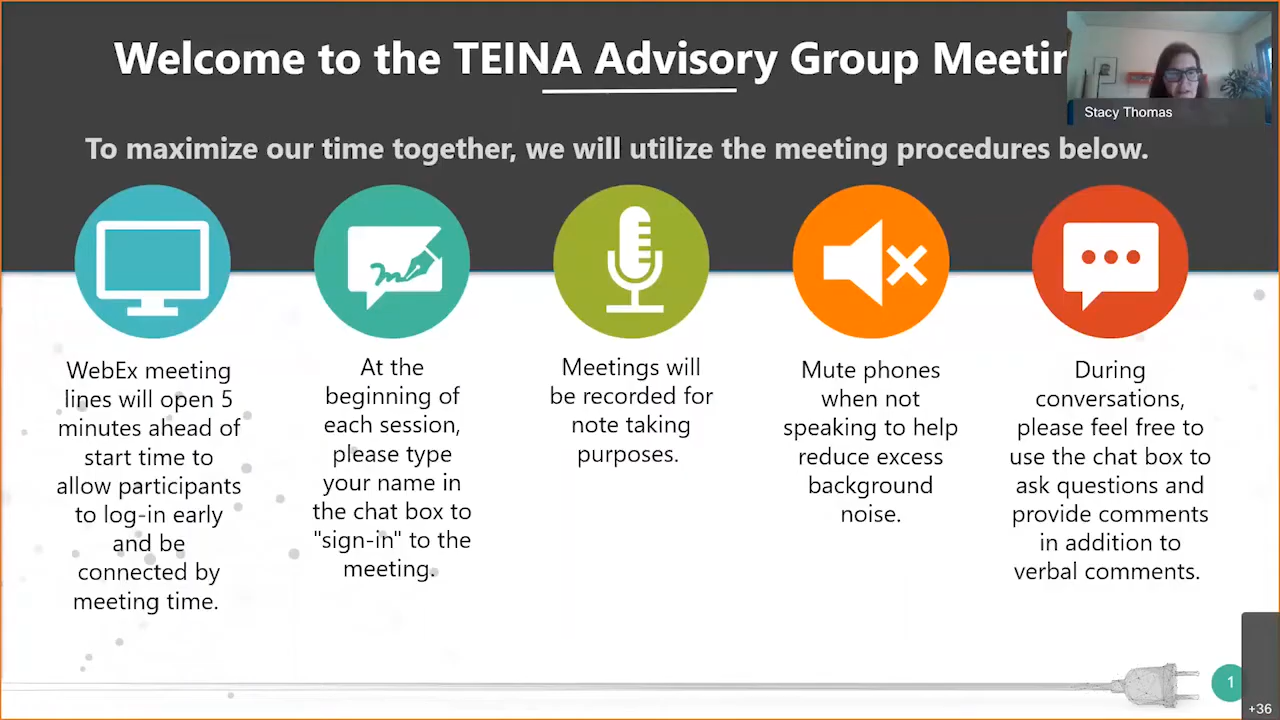 Welcome to the TEINA Advisory Group Meetin
Stacy Thomas
To maximize our time together, we will utilize the meeting procedures below.
WebEx meeting
lines will open 5
minutes ahead of
start time to
allow participants
to log-in early
and be
connected by
meeting time.
At the
beginning of
each session,
please type
your name in
the chat box to
"sign-in" to the
meeting.
Meetings will
be recorded for
note taking
purposes.
Mute phones
when not
speaking to help
reduce excess
background
noise.
During
conversations,
please feel free to
use the chat box to
ask questions and
provide comments
in addition to
verbal comments.
1
+36